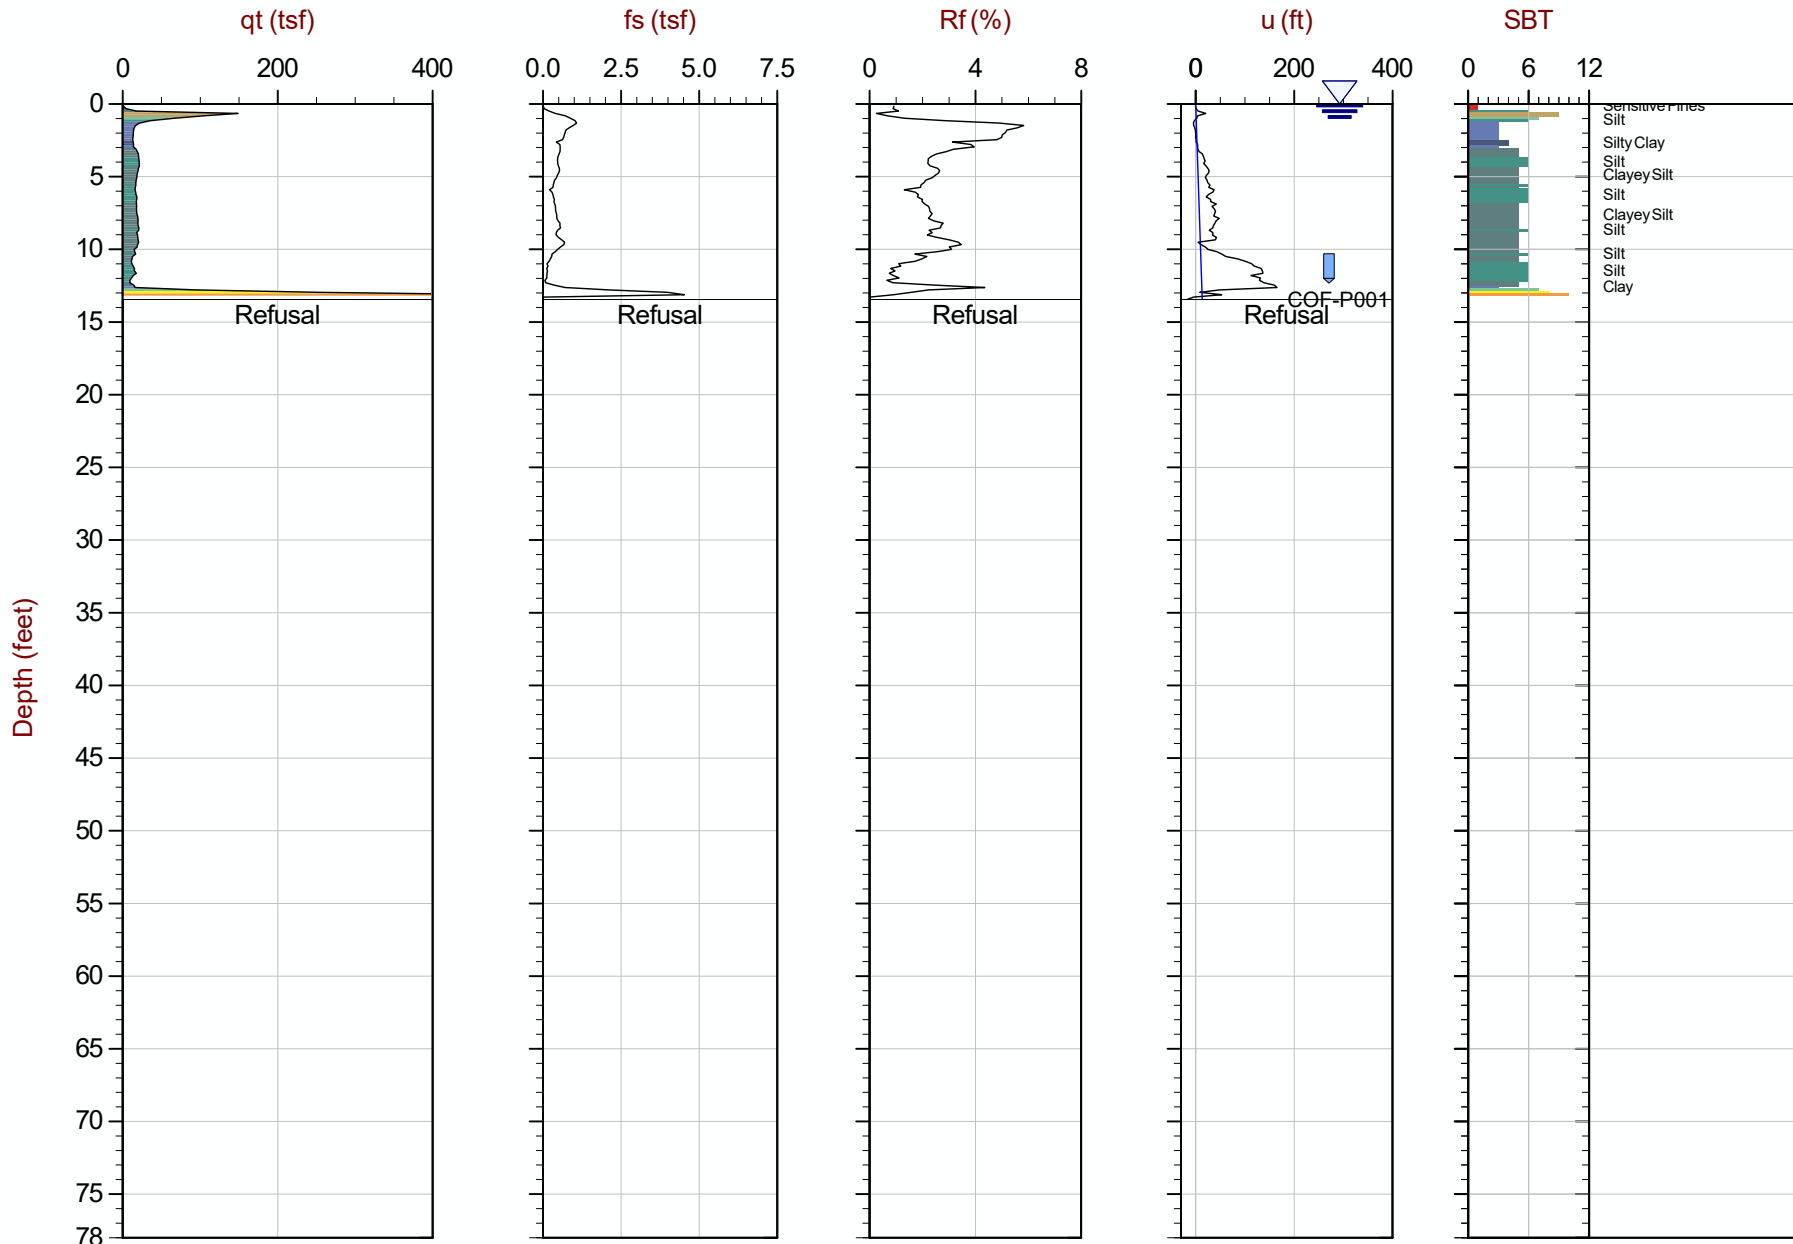 qt (tsf) fs (tsf) Rf (%) u (ft) SBT
0 200 400 0.0 2.5 5.0 7.5 0 4 8 0 0 200 400 0 6 12
0
5
10
15
20
25
30
35
40
45
50
55
60
65
70
75
78
Depth (feet)
Sensitive Fines
Silt
Silty Clay
Silt
Clayey Silt
Silt
Clayey Silt
Silt
Silt
Silt
Clay
COF-P001
Refusal Refusal Refusal Refusal